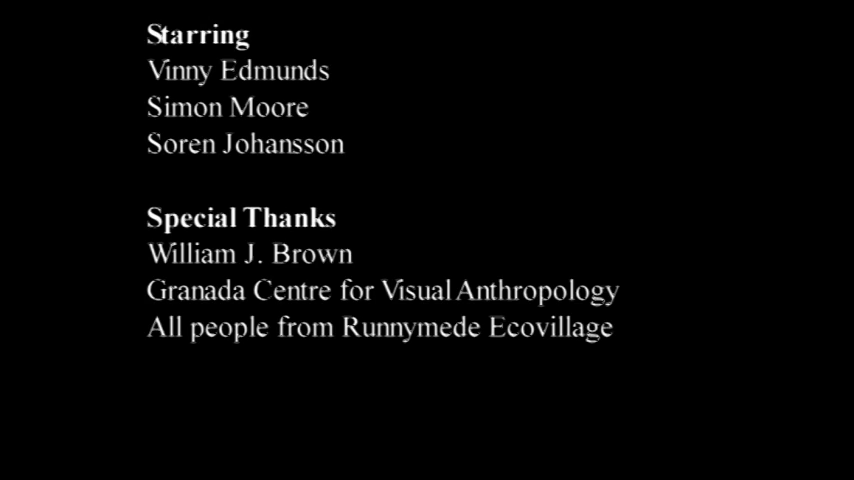 Starring
Vinny Edmunds
Simon Moore
Soren Johansson
Special Thanks
William J. Brown
Granada Centre for Visual Anthropology
All people from Runnymede Ecovillage